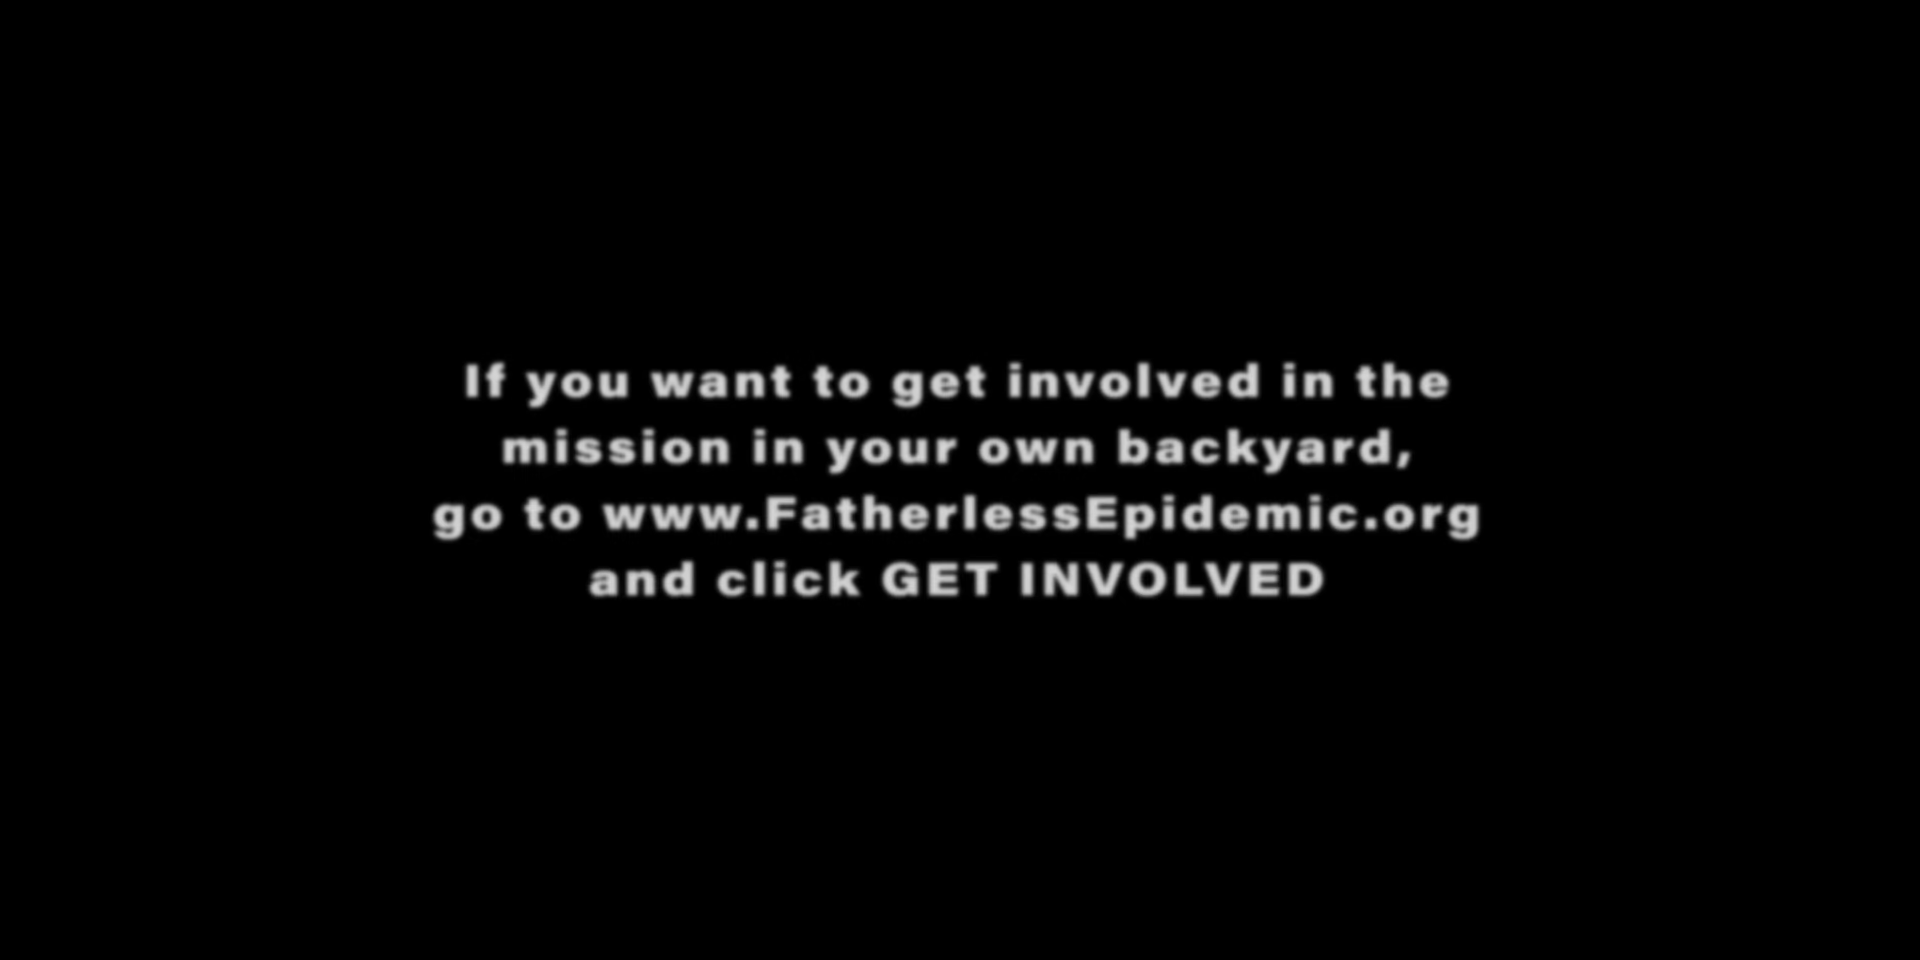 If you want to get involved in the
mission in your own backyard,
go to www.FatherlessEpidemic.org
and click GET INVOLVED